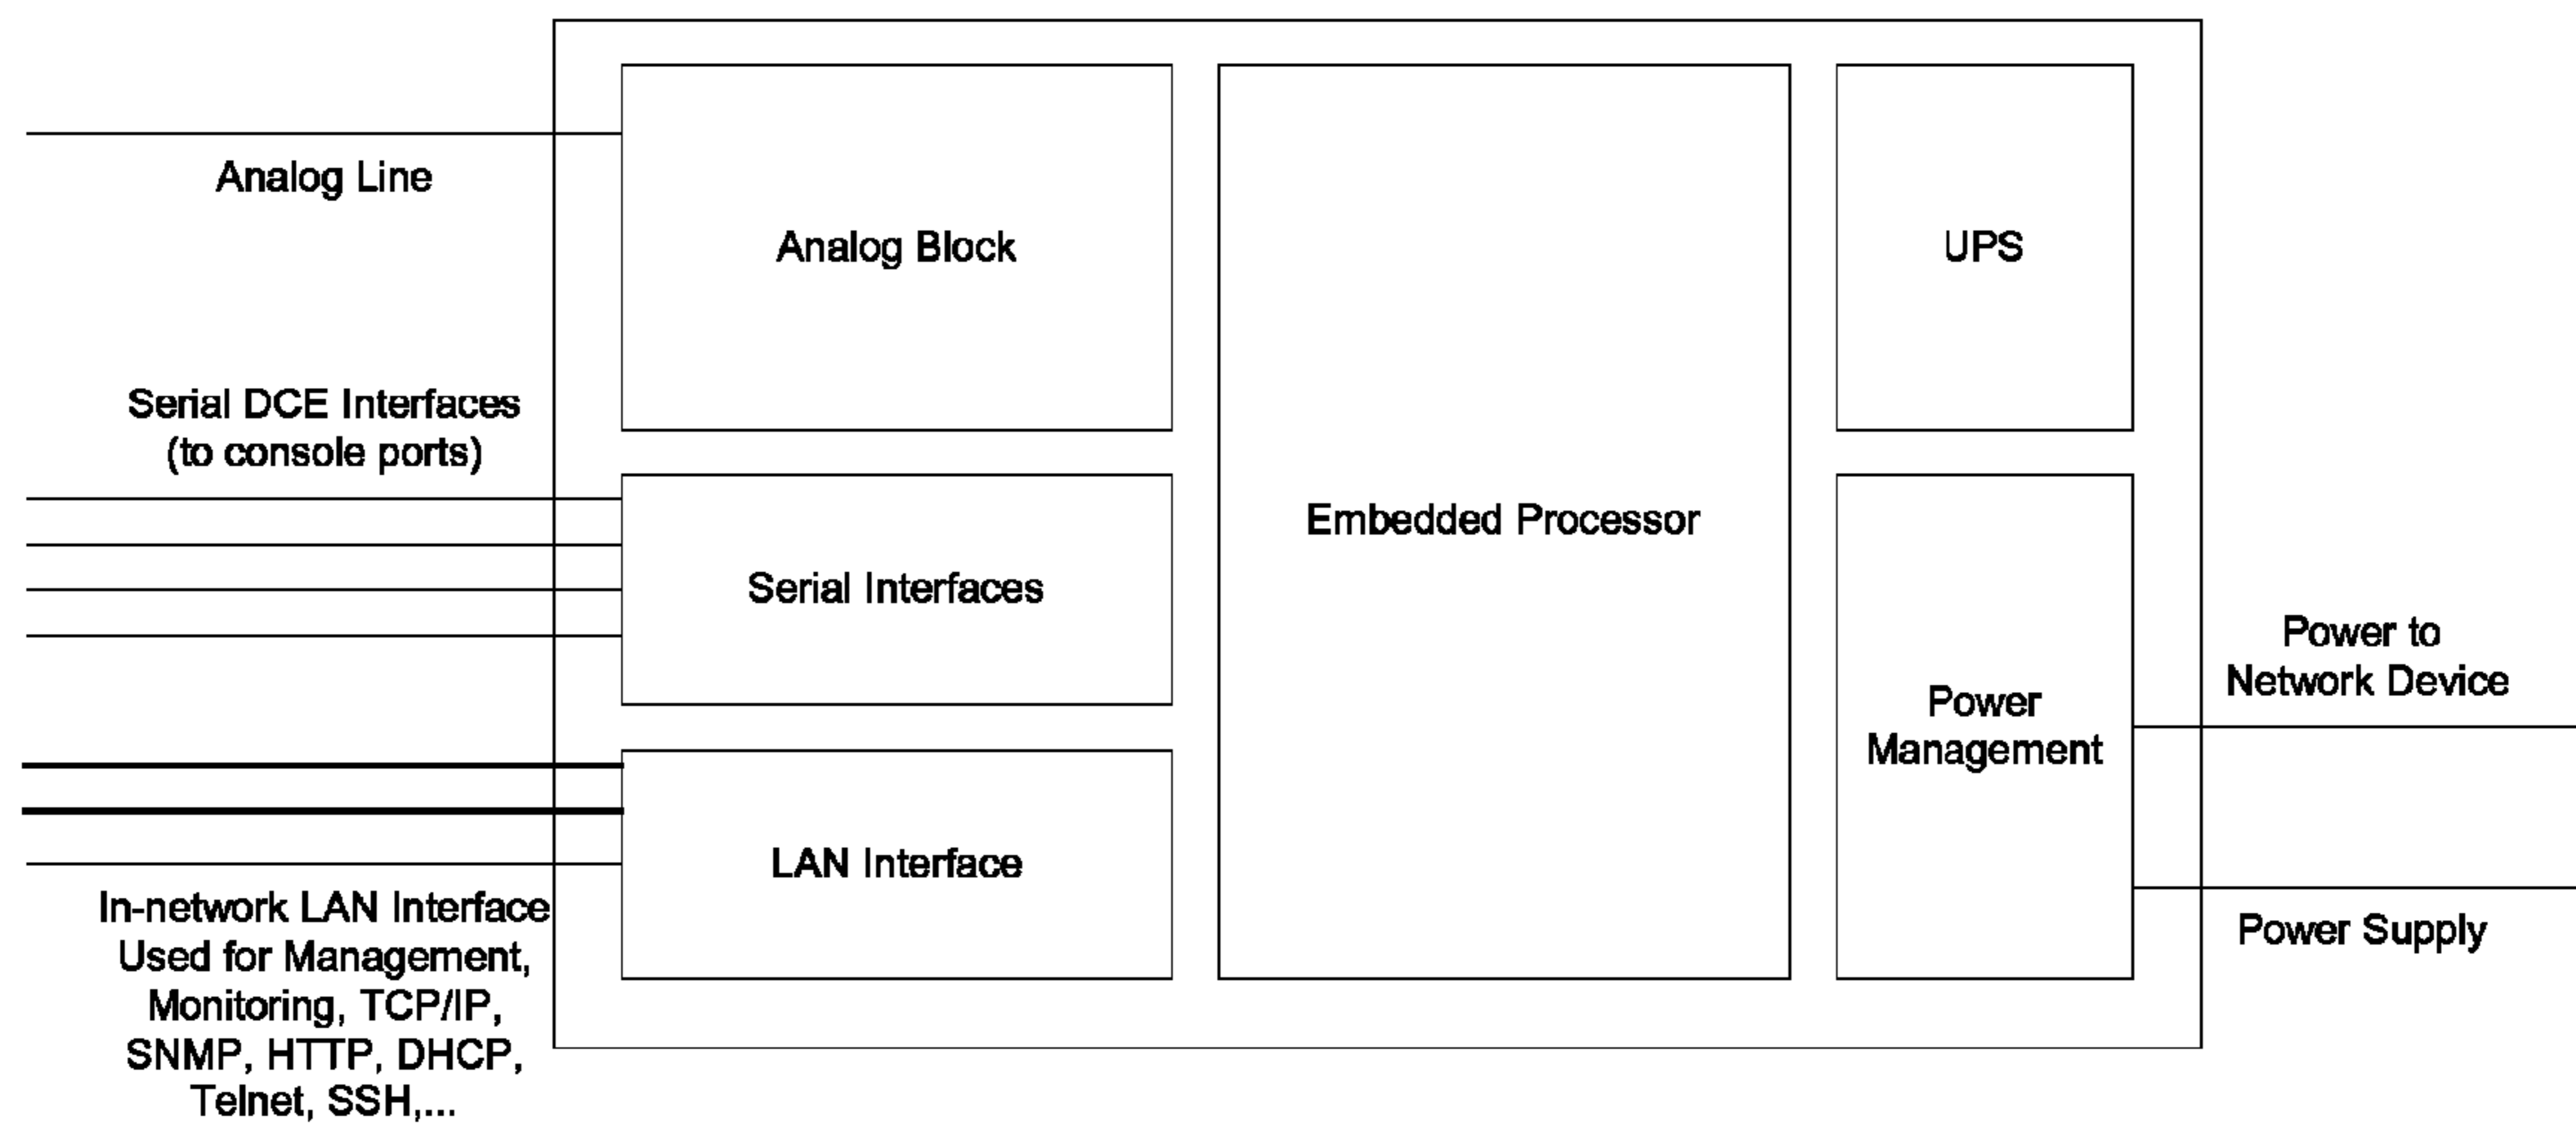 Analog Line
Analog Block
UPS
Serial DCE Interfaces
(to console ports)
Serial Interfaces
Embedded Processor
Power to
Network Device
Power
Management
LAN Interface
In-network LAN Interface
Used for Management,
Monitoring, TCP/IP,
SNMP, HTTP, DHCP,
Telnet, SSH,...
Power Supply